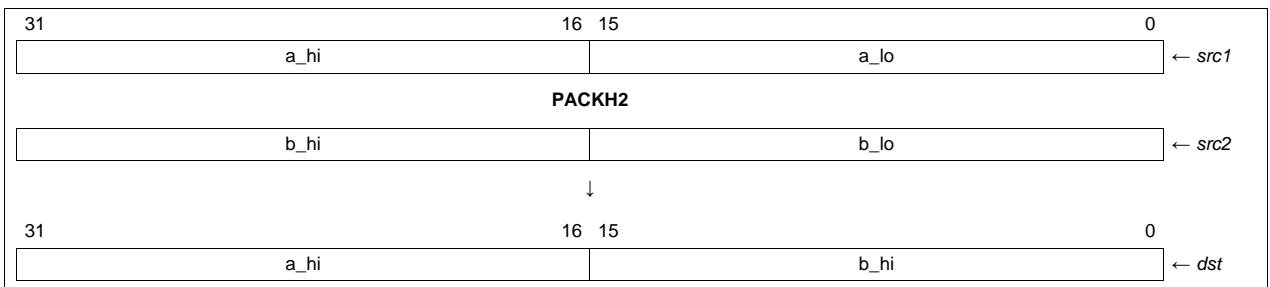 31 16 15 0
a_hi a_lo ← src1
PACKH2
b_hi b_lo ← src2
↓
31 16 15 0
a_hi b_hi ← dst